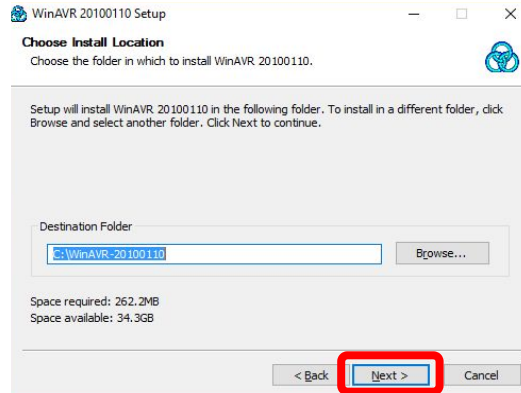 WinAVR 20100110 Setup
Choose Install Location
Choose the folder in which to install WinAVR 20100110.
Setup will install WinAVR 20100110 in the following folder. To install in a different folder, click
Browse and select another folder. Click Next to continue.
Destination Folder
C:\WinAVR-20100110
Browse...
Space required: 262.2MB
Space available: 34.3GB
< Back Next > Cancel